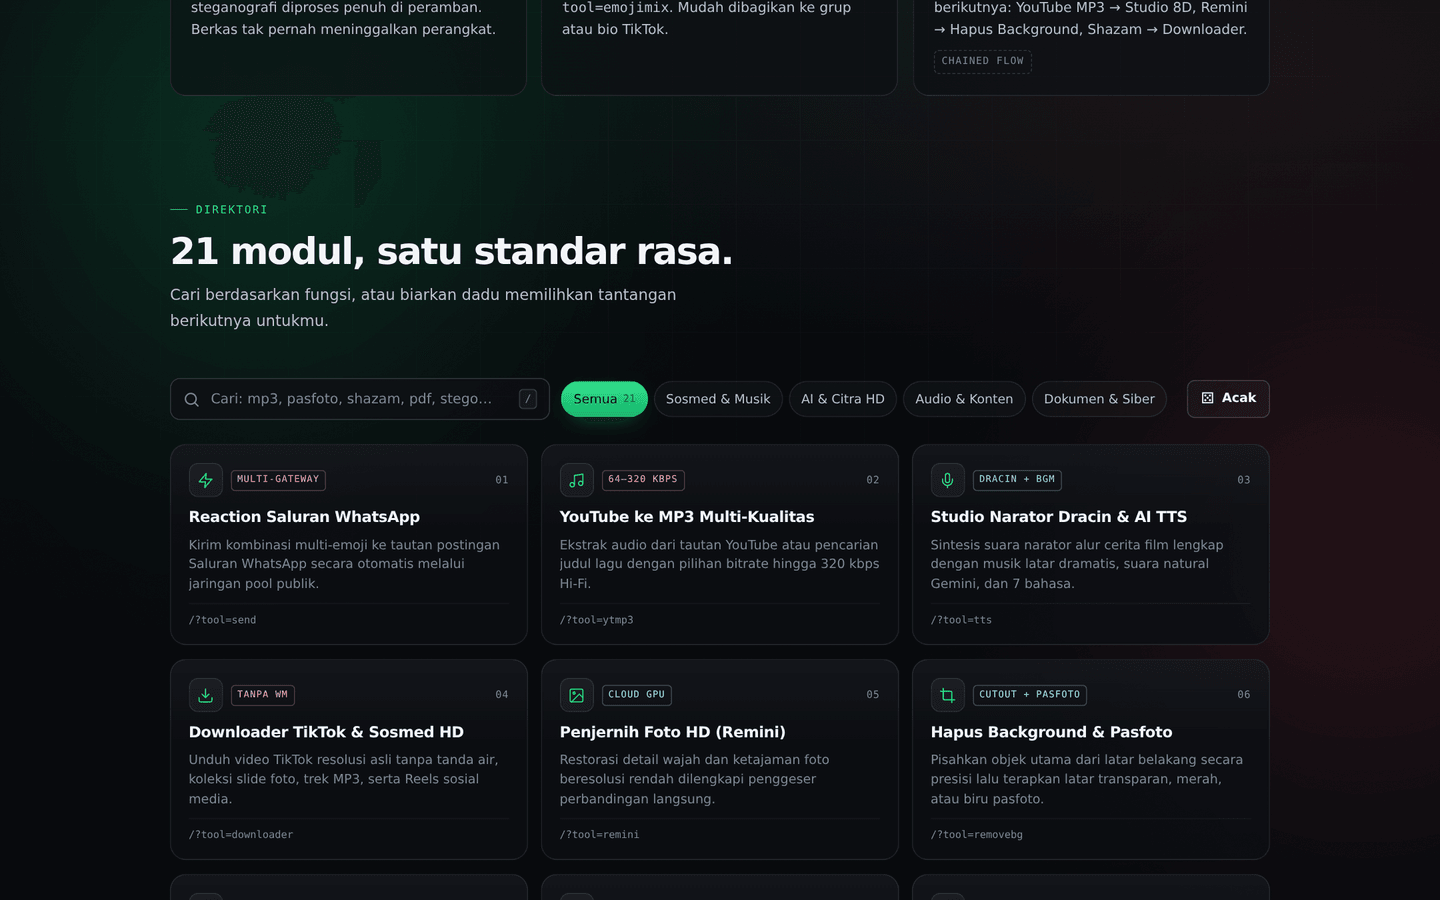 steganografi diproses penuh di peramban.
Berkas tak pernah meninggalkan perangkat.
tool=emojimix. Mudah dibagikan ke grup
atau bio TikTok.
berikutnya: YouTube MP3 → Studio 8D, Remini
→ Hapus Background, Shazam → Downloader.
CHAINED FLOW
DIREKTORI
21 modul, satu standar rasa.
Cari berdasarkan fungsi, atau biarkan dadu memilihkan tantangan
berikutnya untukmu.
Cari: mp3, pasfoto, shazam, pdf, stego…
/
Semua 21
Sosmed & Musik
AI & Citra HD
Audio & Konten
Dokumen & Siber
Acak
MULTI-GATEWAY
01
Reaction Saluran WhatsApp
Kirim kombinasi multi-emoji ke tautan postingan
Saluran WhatsApp secara otomatis melalui
jaringan pool publik.
/?tool=send
64–320 KBPS
02
YouTube ke MP3 Multi-Kualitas
Ekstrak audio dari tautan YouTube atau pencarian
judul lagu dengan pilihan bitrate hingga 320 kbps
Hi-Fi.
/?tool=ytmp3
DRACIN + BGM
03
Studio Narator Dracin & AI TTS
Sintesis suara narator alur cerita film lengkap
dengan musik latar dramatis, suara natural
Gemini, dan 7 bahasa.
/?tool=tts
TANPA WM
04
Downloader TikTok & Sosmed HD
Unduh video TikTok resolusi asli tanpa tanda air,
koleksi slide foto, trek MP3, serta Reels sosial
media.
/?tool=downloader
CLOUD GPU
05
Penjernih Foto HD (Remini)
Restorasi detail wajah dan ketajaman foto
beresolusi rendah dilengkapi penggeser
perbandingan langsung.
/?tool=remini
CUTOUT + PASFOTO
06
Hapus Background & Pasfoto
Pisahkan objek utama dari latar belakang secara
presisi lalu terapkan latar transparan, merah,
atau biru pasfoto.
/?tool=removebg